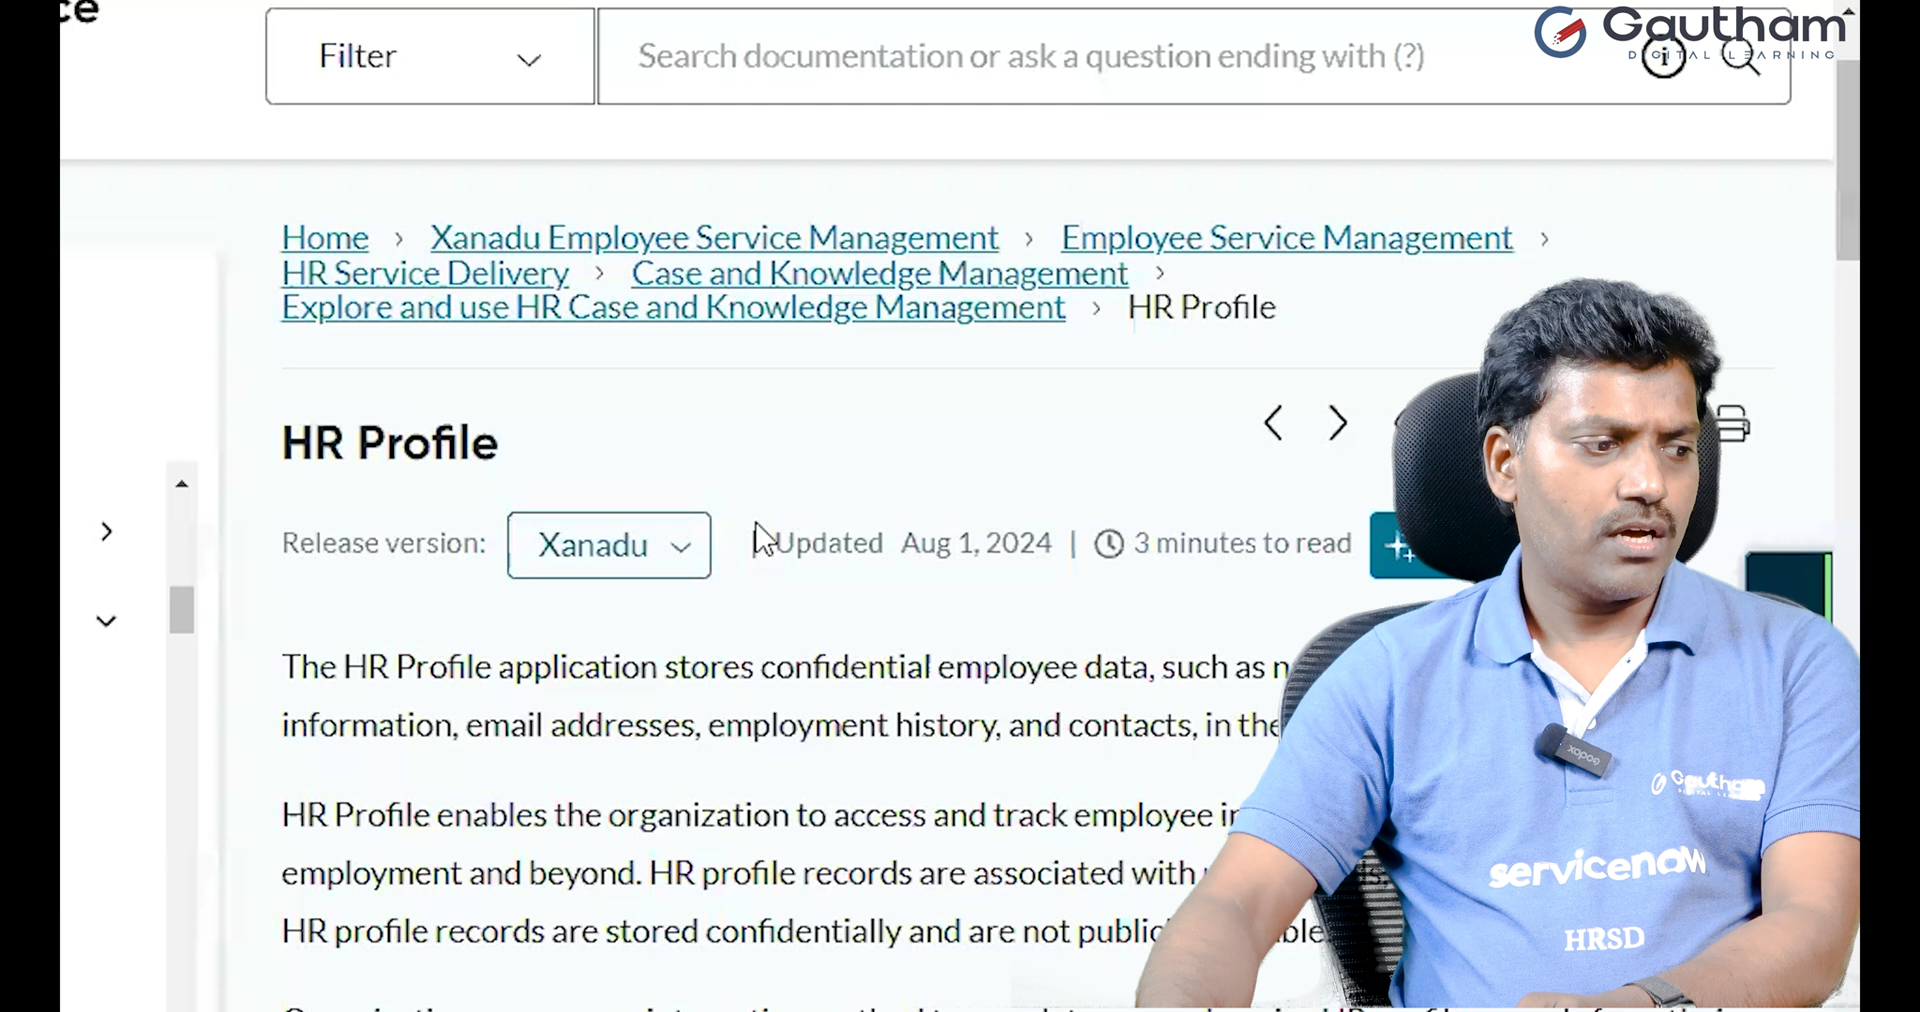 ce
Filter
Search documentation or ask a question ending with (?)
Gautham
DIGITAL LEARNING
Home > Xanadu Employee Service Management > Employee Service Management >
HR Service Delivery > Case and Knowledge Management >
Explore and use HR Case and Knowledge Management > HR Profile
HR Profile
Release version: Xanadu Updated Aug 1, 2024 | 3 minutes to read
The HR Profile application stores confidential employee data, such as
information, email addresses, employment history, and contacts, in the
HR Profile enables the organization to access and track employee
employment and beyond. HR profile records are associated with
HR profile records are stored confidentially and are not
Godox
Gautham
servicenow
HRSD